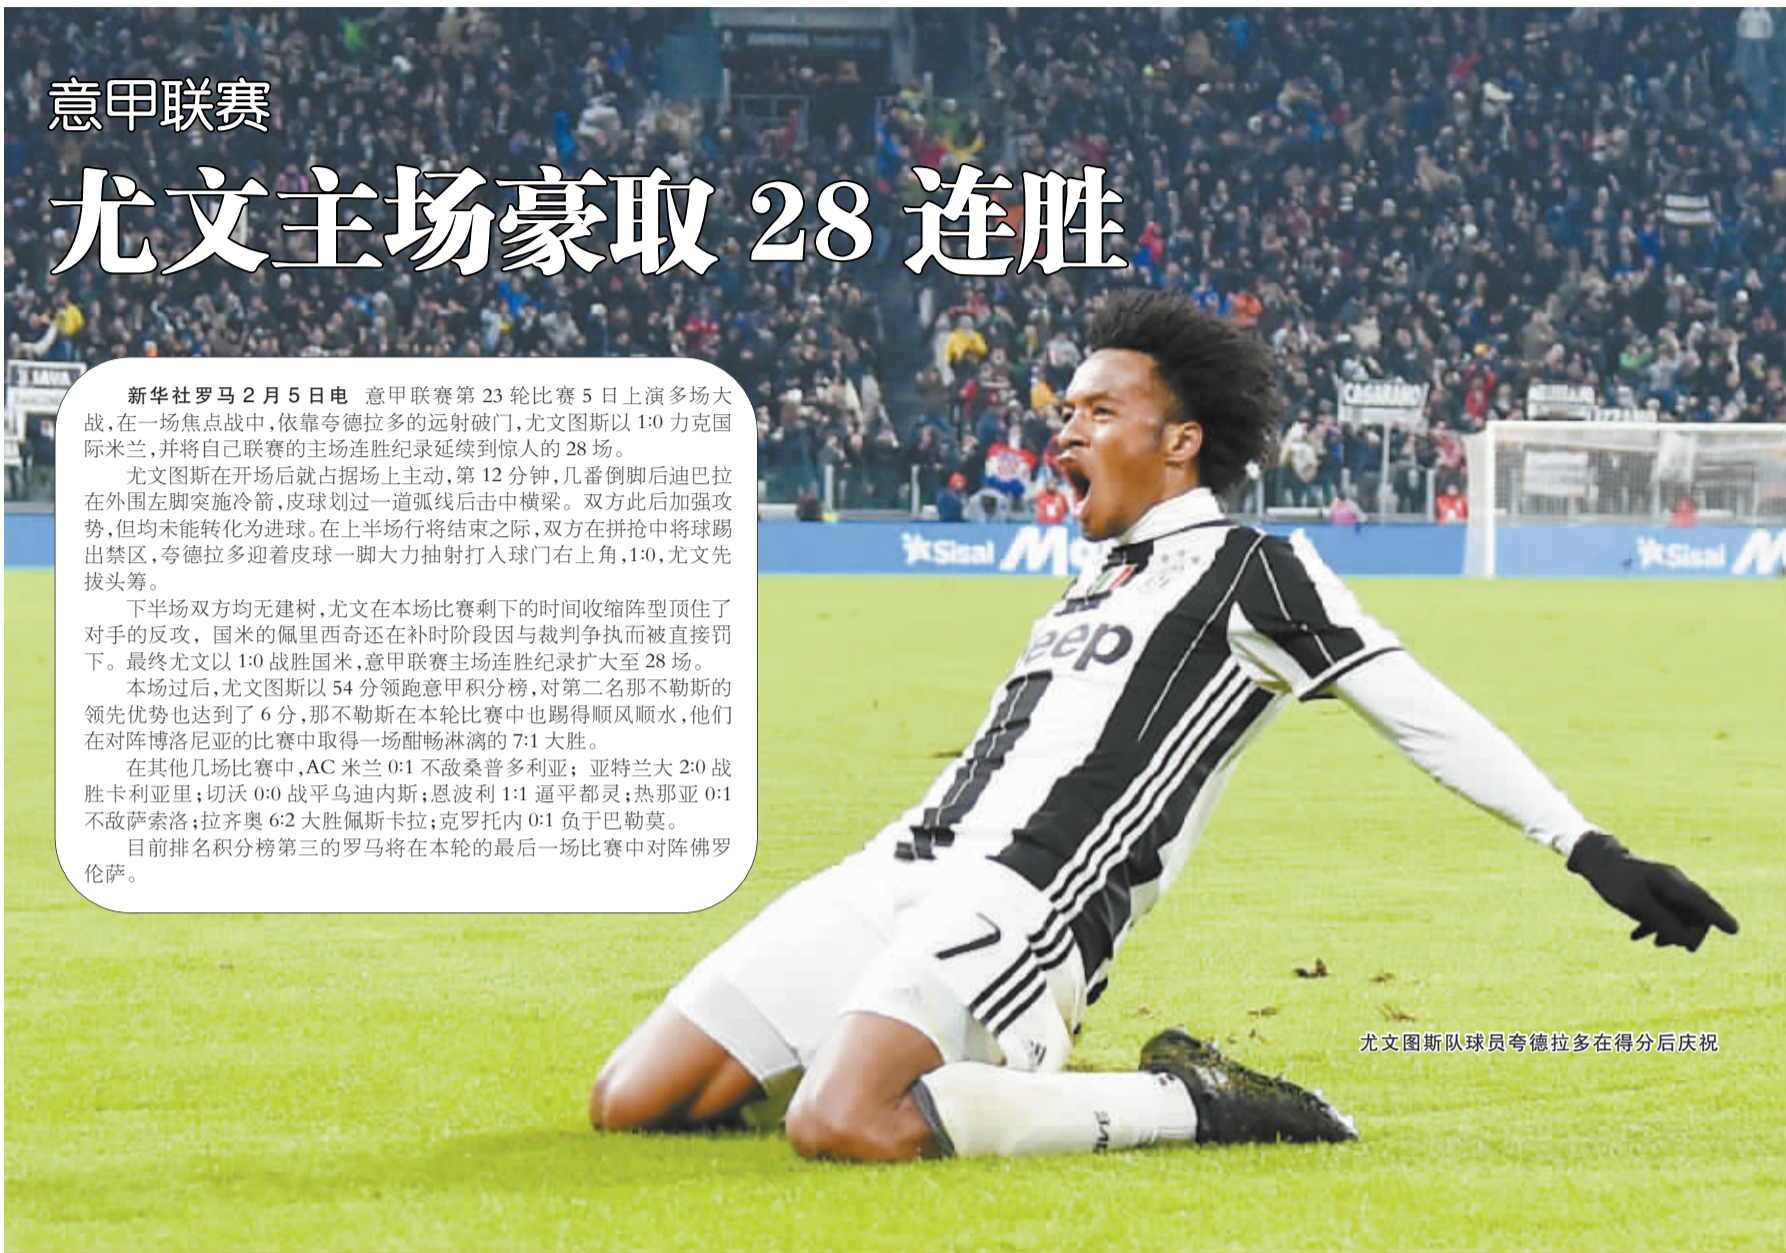 意甲联赛
尤文主场豪取 28 连胜
新华社罗马 2 月 5 日电 意甲联赛第 23 轮比赛 5 日上演多场大
战,在一场焦点战中,依靠夸德拉多的远射破门,尤文图斯以 1:0 力克国
际米兰,并将自己联赛的主场连胜纪录延续到惊人的 28 场。
尤文图斯在开场后就占据场上主动,第 12 分钟,几番倒脚后迪巴拉
在外围左脚突施冷箭,皮球划过一道弧线后击中横梁。双方此后加强攻
势,但均未能转化为进球。在上半场行将结束之际,双方在拼抢中将球踢
出禁区,夸德拉多迎着皮球一脚大力抽射打入球门右上角,1:0,尤文先
拔头筹。
下半场双方均无建树,尤文在本场比赛剩下的时间收缩阵型顶住了
对手的反攻,国米的佩里西奇还在补时阶段因与裁判争执而被直接罚
下。最终尤文以 1:0 战胜国米,意甲联赛主场连胜纪录扩大至 28 场。
本场过后,尤文图斯以 54 分领跑意甲积分榜,对第二名那不勒斯的
领先优势也达到了 6 分,那不勒斯在本轮比赛中也踢得顺风顺水,他们
在对阵博洛尼亚的比赛中取得一场酣畅淋漓的 7:1 大胜。
在其他几场比赛中,AC 米兰 0:1 不敌桑普多利亚;亚特兰大 2:0 战
胜卡利亚里;切沃 0:0 战平乌迪内斯;恩波利 1:1 逼平都灵;热那亚 0:1
不敌萨索洛;拉齐奥 6:2 大胜佩斯卡拉;克罗托内 0:1 负于巴勒莫。
目前排名积分榜第三的罗马将在本轮的最后一场比赛中对阵佛罗
伦萨。
CASARANO
Sisal
Sisal
Jeep
7
尤文图斯队球员夸德拉多在得分后庆祝